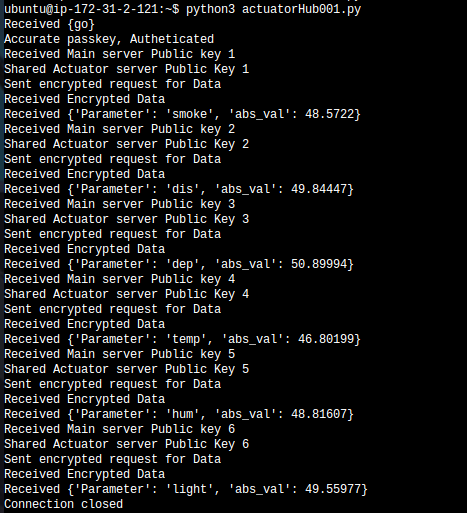 ubuntu@ip-172-31-2-121:~$ python3 actuatorHub001.py
Received {go}
Accurate passkey, Autheticated
Received Main server Public key 1
Shared Actuator server Public Key 1
Sent encrypted request for Data
Received Encrypted Data
Received {'Parameter': 'smoke', 'abs_val': 48.5722}
Received Main server Public key 2
Shared Actuator server Public Key 2
Sent encrypted request for Data
Received Encrypted Data
Received {'Parameter': 'dis', 'abs_val': 49.84447}
Received Main server Public key 3
Shared Actuator server Public Key 3
Sent encrypted request for Data
Received Encrypted Data
Received {'Parameter': 'dep', 'abs_val': 50.89994}
Received Main server Public key 4
Shared Actuator server Public Key 4
Sent encrypted request for Data
Received Encrypted Data
Received {'Parameter': 'temp', 'abs_val': 46.80199}
Received Main server Public key 5
Shared Actuator server Public Key 5
Sent encrypted request for Data
Received Encrypted Data
Received {'Parameter': 'hum', 'abs_val': 48.81607}
Received Main server Public key 6
Shared Actuator server Public Key 6
Sent encrypted request for Data
Received Encrypted Data
Received {'Parameter': 'light', 'abs_val': 49.55977}
Connection closed